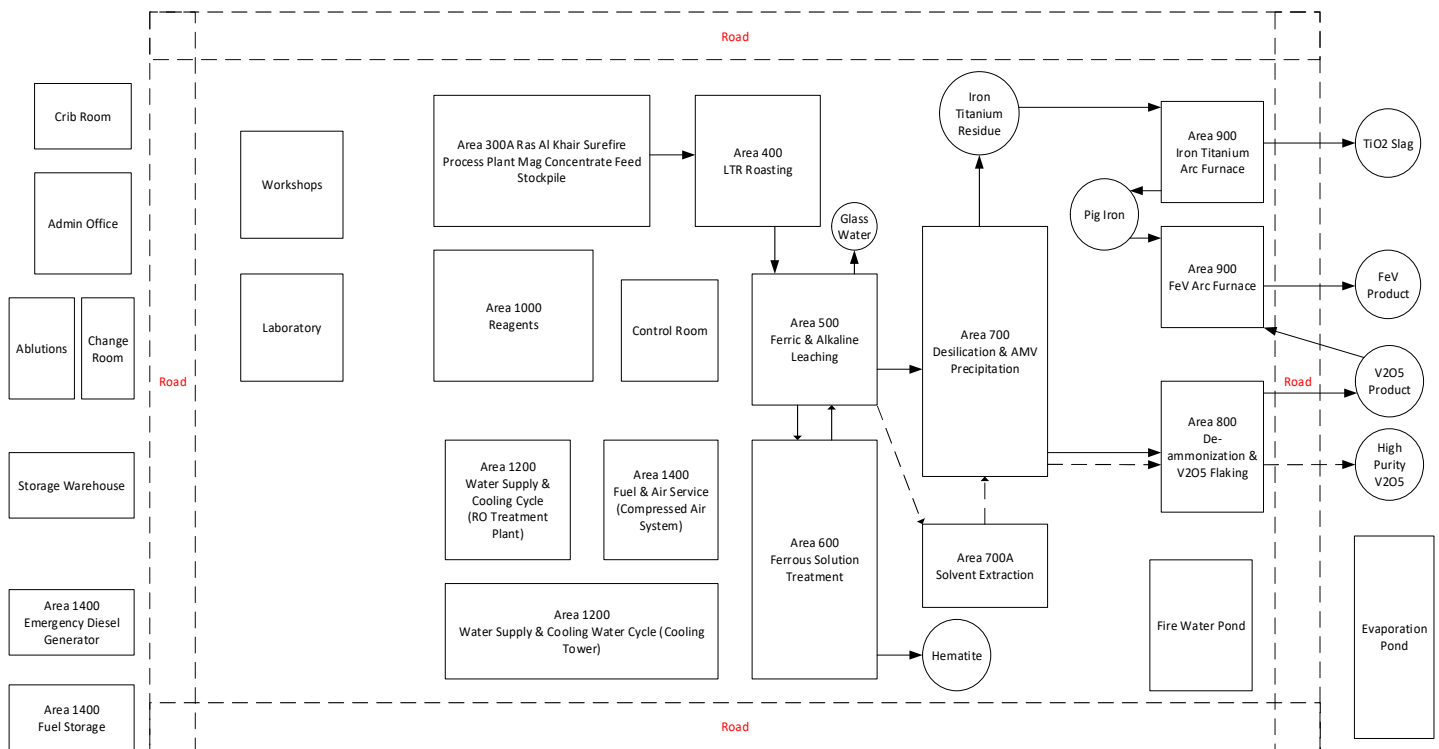 Road
Crib Room
Admin Office
Ablutions
Change
Room
Storage Warehouse
Area 1400
Emergency Diesel
Generator
Area 1400
Fuel Storage
Road
Workshops
Laboratory
Area 300A Ras Al Khair Surefire
Process Plant Mag Concentrate Feed
Stockpile
Area 400
LTR Roasting
Area 1000
Reagents
Control Room
Glass
Water
Area 500
Ferric & Alkaline
Leaching
Area 1200
Water Supply &
Cooling Cycle
(RO Treatment
Plant)
Area 1400
Fuel & Air Service
(Compressed Air
System)
Area 1200
Water Supply & Cooling Water Cycle (Cooling
Tower)
Area 600
Ferrous Solution
Treatment
Iron
Titanium
Residue
Area 700
Desilication & AMV
Precipitation
Area 700A
Solvent Extraction
Hematite
Area 900
Iron Titanium
Arc Furnace
Pig Iron
Area 900
FeV Arc Furnace
Area 800
De-
ammonization &
V2O5 Flaking
Fire Water Pond
Road
TiO2 Slag
FeV
Product
V2O5
Product
High
Purity
V2O5
Evaporation
Pond
Road